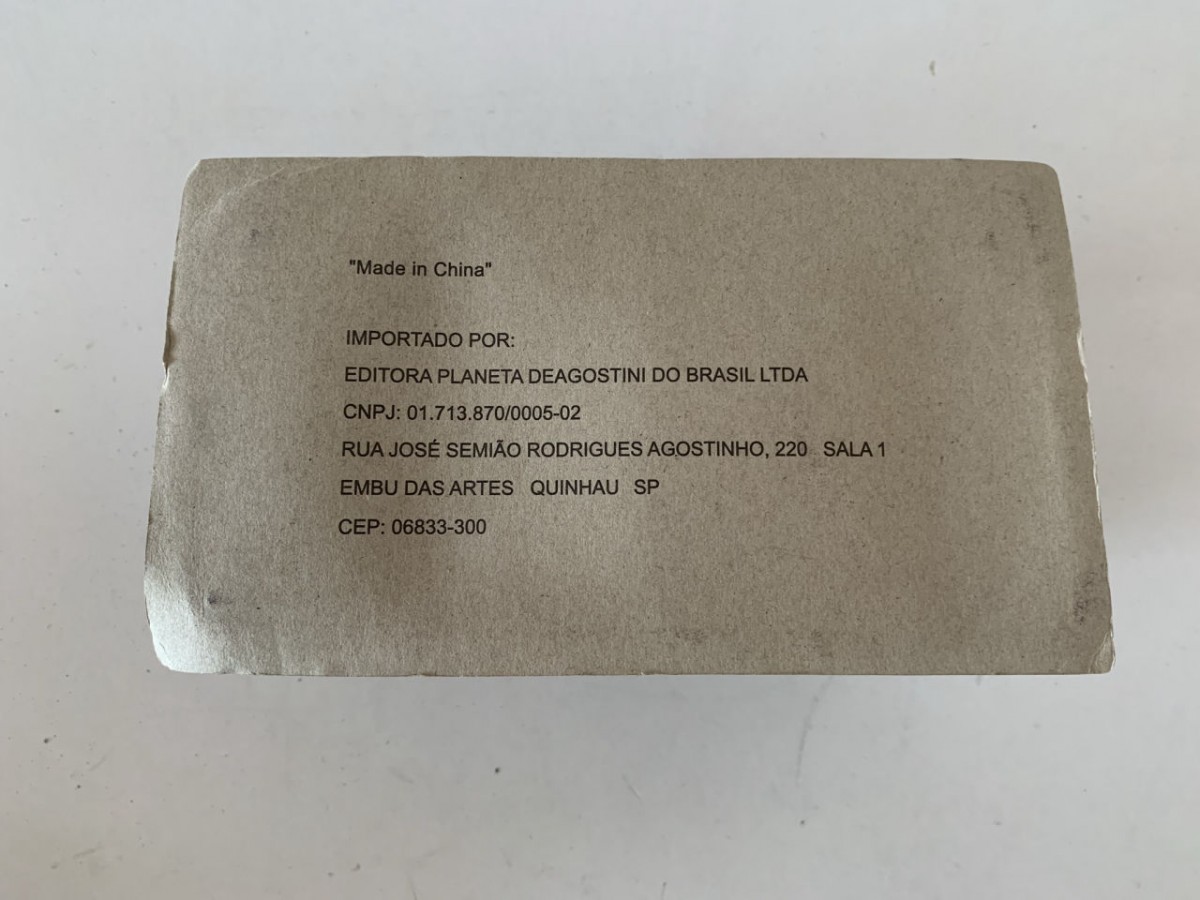 "Made in China"
IMPORTADO POR:
EDITORA PLANETA DEAGOSTINI DO BRASIL LTDA
CNPJ: 01.713.870/0005-02
RUA JOSÉ SEMIÃO RODRIGUES AGOSTINHO, 220 SALA 1
EMBU DAS ARTES QUINHAU SP
CEP: 06833-300